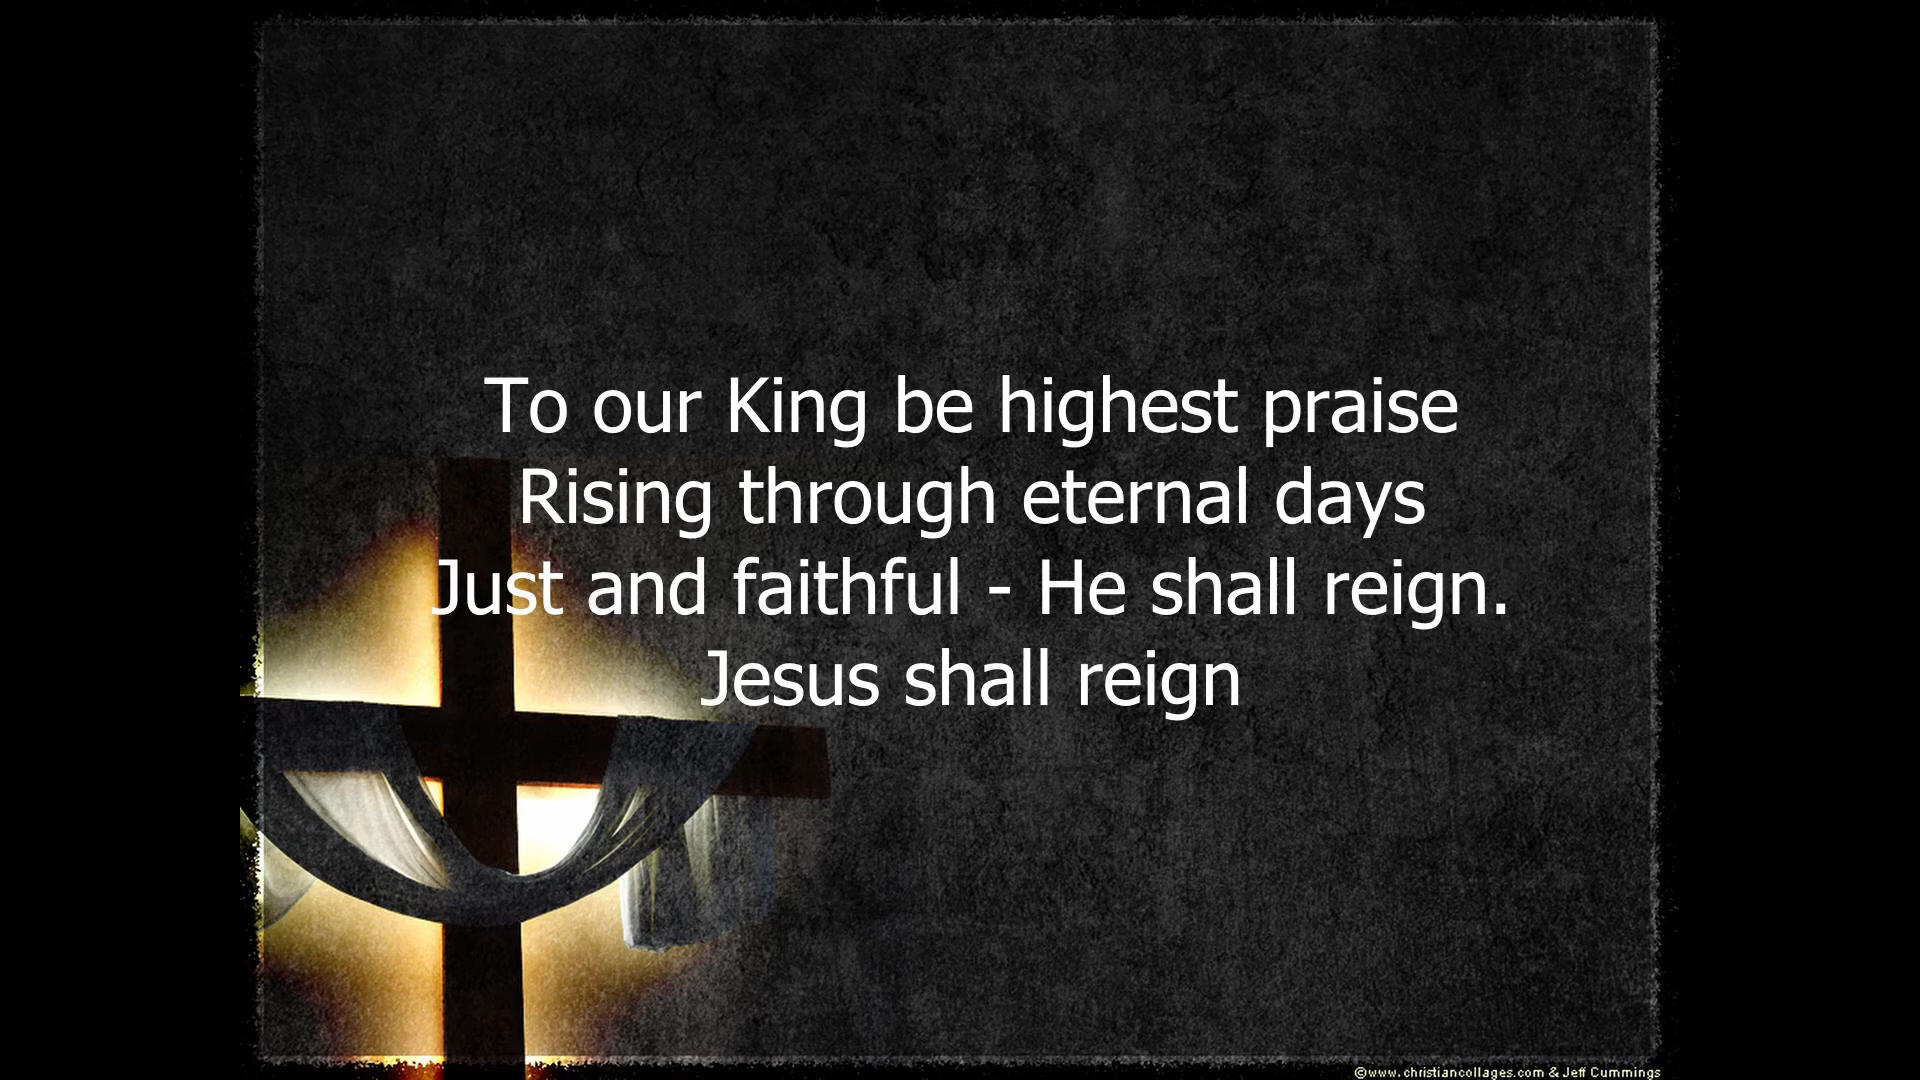 To our King be highest praise
Rising through eternal days
Just and faithful - He shall reign.
Jesus shall reign
©www.christiancollages.com & Jeff Cummings